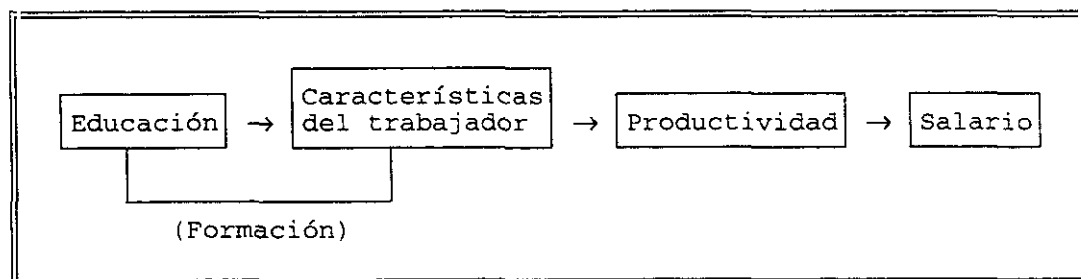 Educación → Características del trabajador → Productividad → Salario
(Formación)